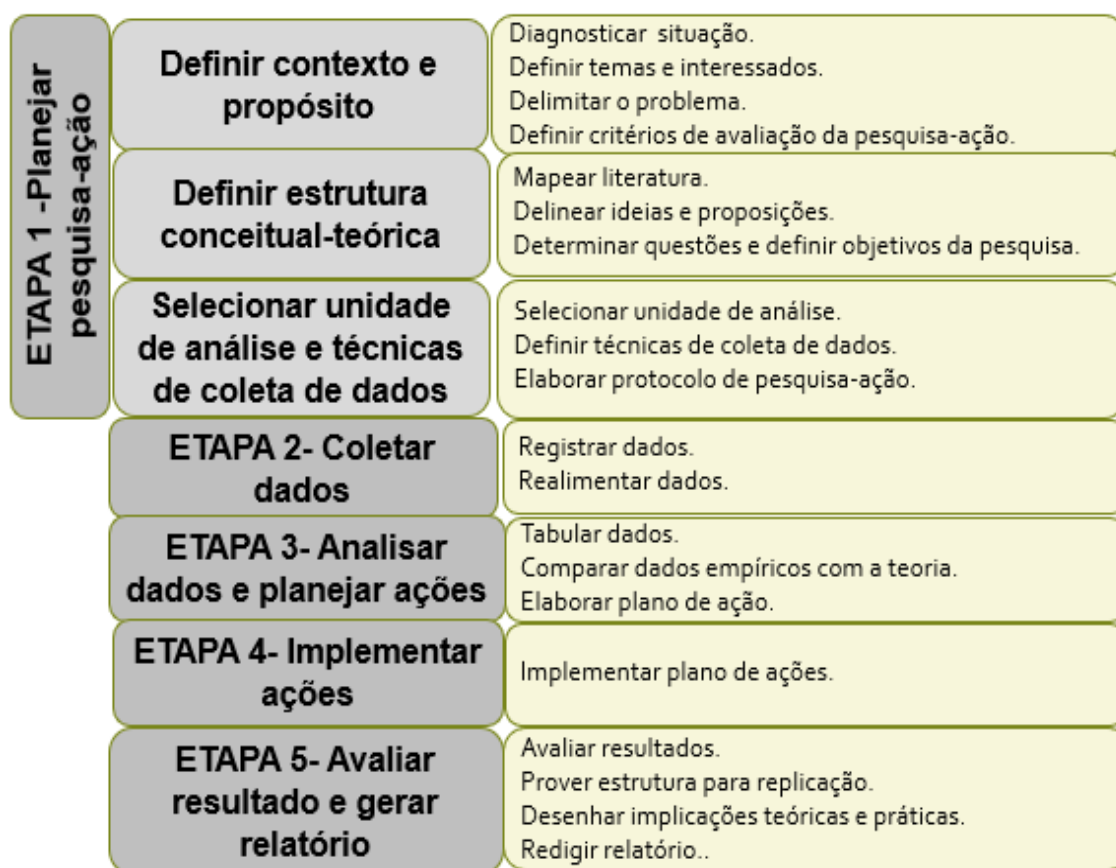 ETAPA 1 -Planejar
pesquisa-ação
Definir contexto e
propósito
Diagnosticar situação.
Definir temas e interessados.
Delimitar o problema.
Definir critérios de avaliação da pesquisa-ação.
Definir estrutura
conceitual-teórica
Mapear literatura.
Delinear ideias e proposições.
Determinar questões e definir objetivos da pesquisa.
Selecionar unidade
de análise e técnicas
de coleta de dados
Selecionar unidade de análise.
Definir técnicas de coleta de dados.
Elaborar protocolo de pesquisa-ação.
ETAPA 2- Coletar
dados
Registrar dados.
Realimentar dados.
ETAPA 3- Analisar
dados e planejar ações
Tabular dados.
Comparar dados empíricos com a teoria.
Elaborar plano de ação.
ETAPA 4- Implementar
ações
Implementar plano de ações.
ETAPA 5- Avaliar
resultado e gerar
relatório
Avaliar resultados.
Prover estrutura para replicação.
Desenhar implicações teóricas e práticas.
Redigir relatório..